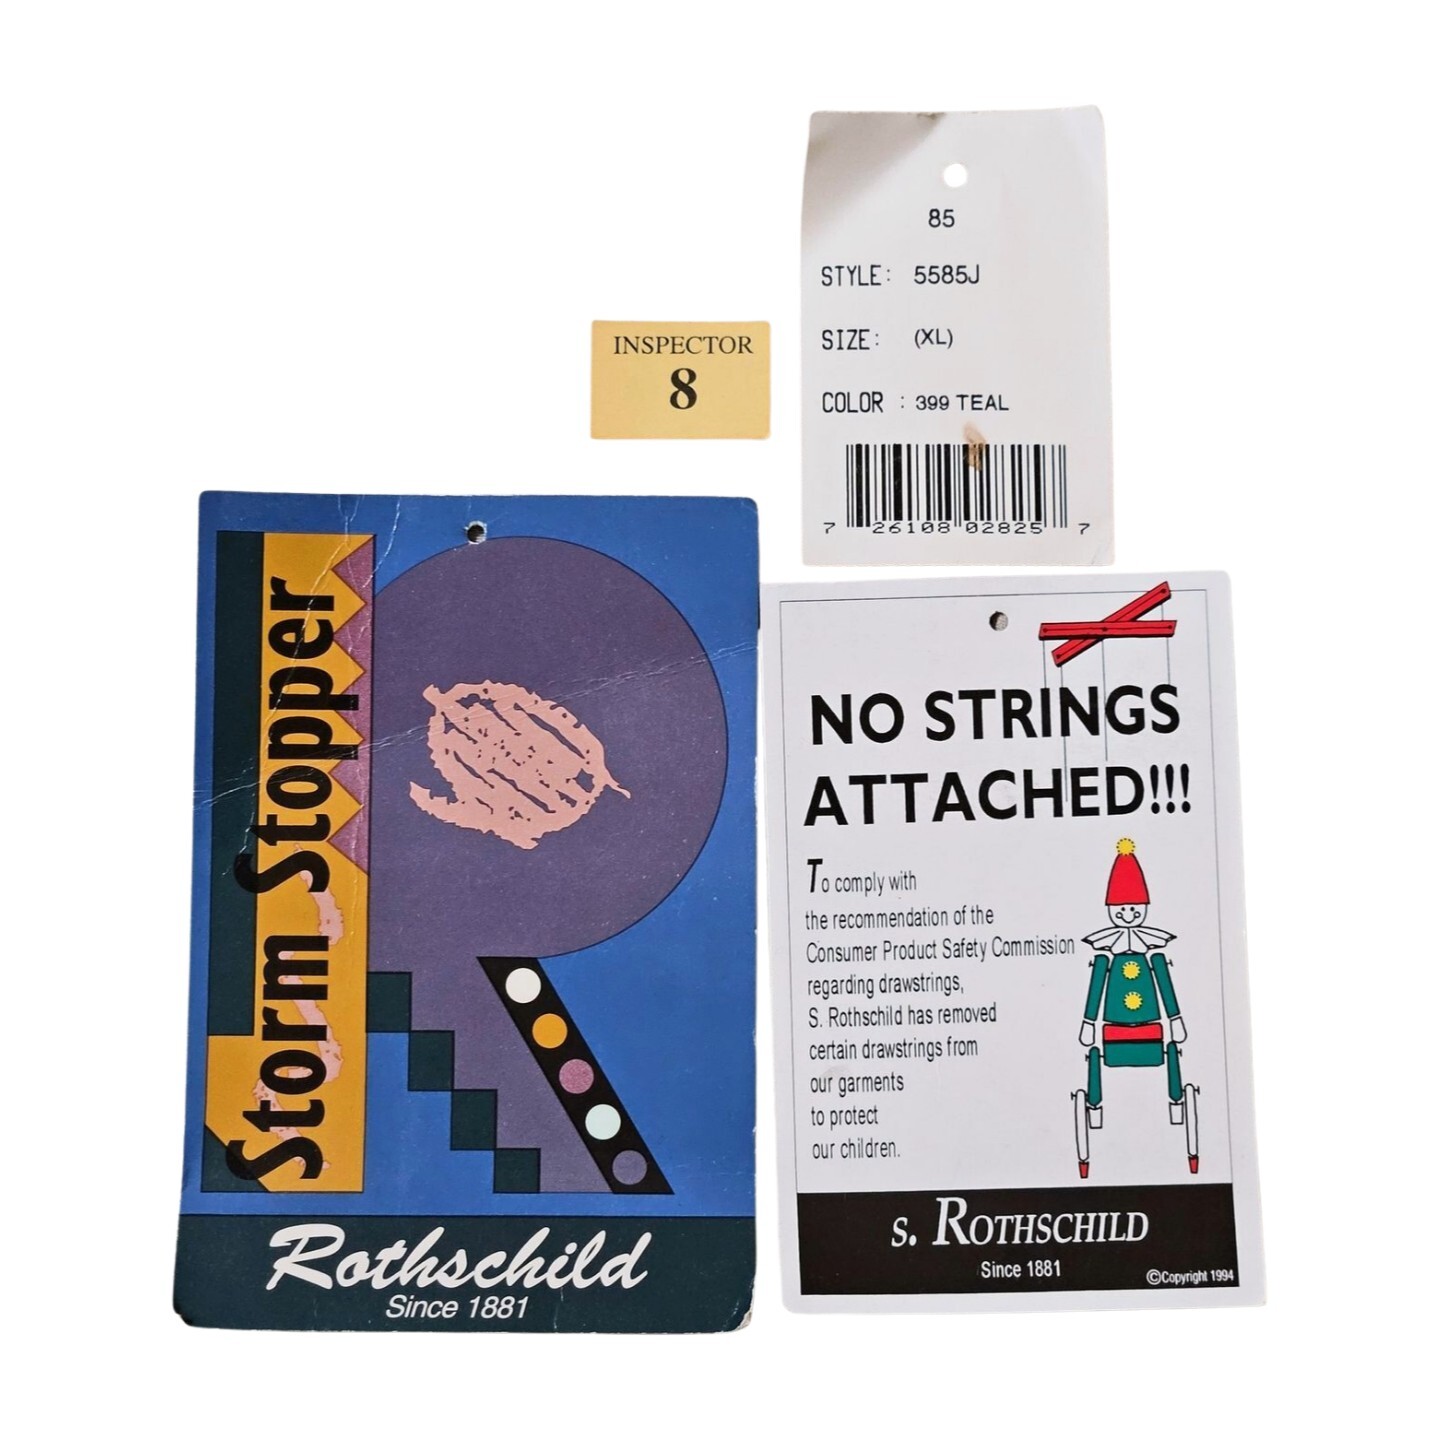 85
STYLE: 5585J
SIZE: (XL)
COLOR : 399 TEAL
7 26108 02825 7
INSPECTOR
8
Storm Stopper
Rothschild
Since 1881
NO STRINGS
ATTACHED!!!
To comply with
the recommendation of the
Consumer Product Safety Commission
regarding drawstrings,
S. Rothschild has removed
certain drawstrings from
our garments
to protect
our children.
S. ROTHSCHILD
Since 1881
©Copyright 1994